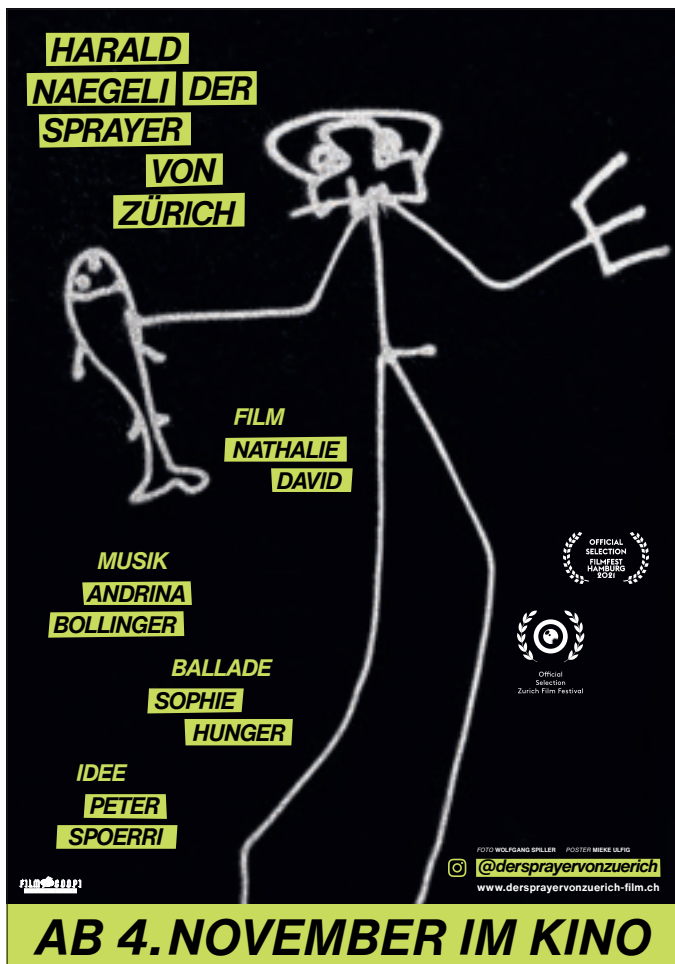 HARALD
NAEGELI DER
SPRAYER
VON
ZÜRICH
FILM
NATHALIE
DAVID
MUSIK
ANDRINA
BOLLINGER
BALLADE
SOPHIE
HUNGER
IDEE
PETER
SPOERRI
OFFICIAL
SELECTION
FILMFEST
HAMBURG
2021
Official
Selection
Zurich Film Festival
FOTO WOLFGANG SPILLER POSTER MIEKE ULFIG
@dersprayervonzuerich
www.dersprayervonzuerich-film.ch
FILMCOOPI
AB 4. NOVEMBER IM KINO